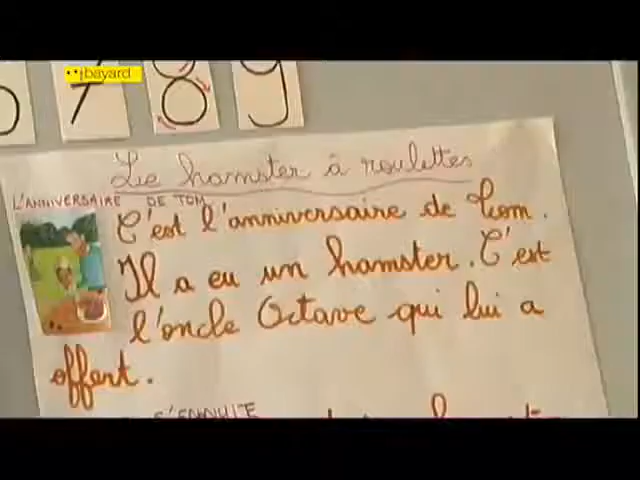 bayard
7 8 9
Le hamster à roulettes
L'ANNIVERSAIRE DE TOM
C'est l'anniversaire de Tom.
Il a eu un hamster. C'est
l'oncle Octave qui lui a
offert.
S'ENNUIE